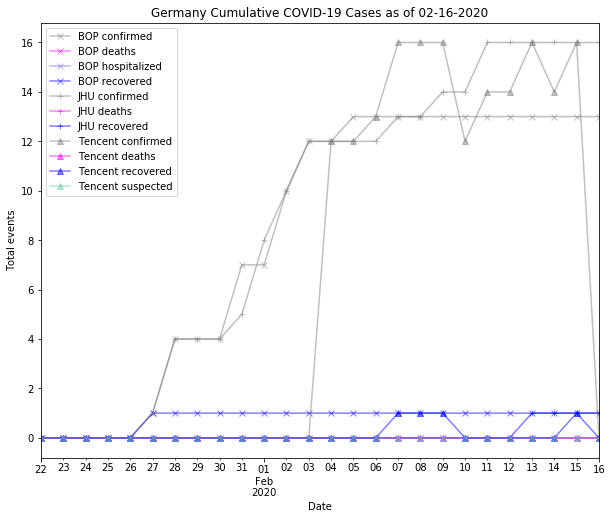 Germany Cumulative COVID-19 Cases as of 02-16-2020
BOP confirmed
BOP deaths
BOP hospitalized
BOP recovered
JHU confirmed
JHU deaths
JHU recovered
Tencent confirmed
Tencent deaths
Tencent recovered
Tencent suspected
16
14
12
10
8
6
4
2
0
Total events
22 23 24 25 26 27 28 29 30 31 01 02 03 04 05 06 07 08 09 10 11 12 13 14 15 16
Feb
2020
Date